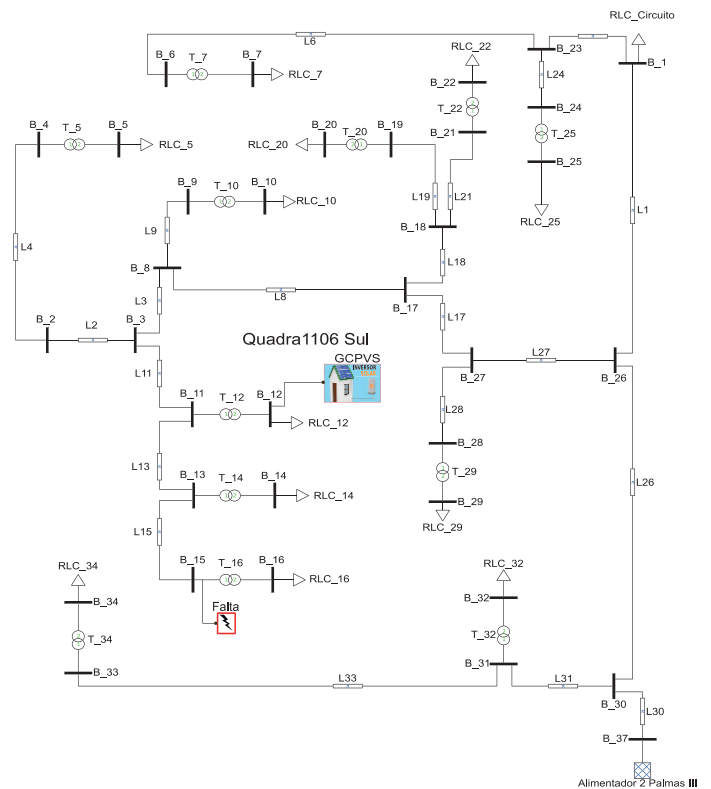 RLC_Circuito
L6
B_23
B_1
B_6
T_7
B_7
RLC_7
RLC_22
L24
B_22
T_22
B_24
B_4
T_5
B_5
RLC_5
B_20
T_20
B_19
B_21
T_25
RLC_20
B_25
B_9
T_10
B_10
RLC_10
L19
L21
L1
RLC_25
B_18
L9
L4
B_8
L18
L3
L8
B_17
B_2
L2
B_3
L17
Quadra1106 Sul
L27
GCPVS
INVERSOR
SOLAR
B_27
B_26
L11
B_11
T_12
B_12
RLC_12
L28
B_28
L13
B_13
T_14
B_14
RLC_14
T_29
B_29
L26
RLC_29
L15
B_15
T_16
B_16
RLC_16
RLC_34
RLC_32
Falta
B_34
B_32
T_34
T_32
B_33
L33
B_31
L31
B_30
L30
B_37
Alimentador 2 Palmas III